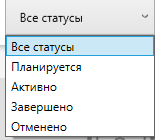 Все статусы
Все статусы
Планируется
Активно
Завершено
Отменено